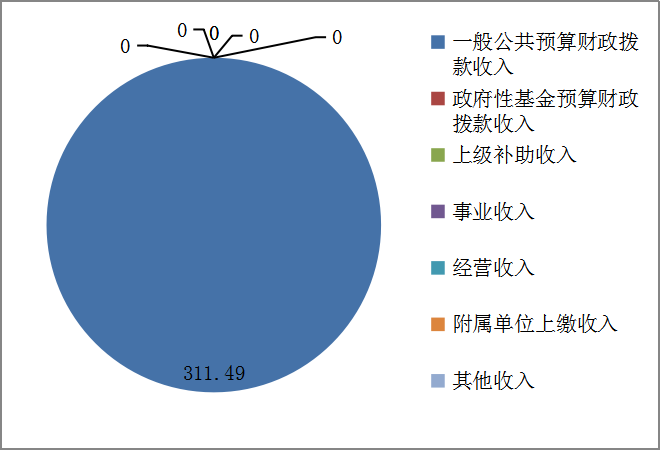 0
0
0
0
0
311.49
一般公共预算财政拨
款收入
政府性基金预算财政
拨款收入
上级补助收入
事业收入
经营收入
附属单位上缴收入
其他收入